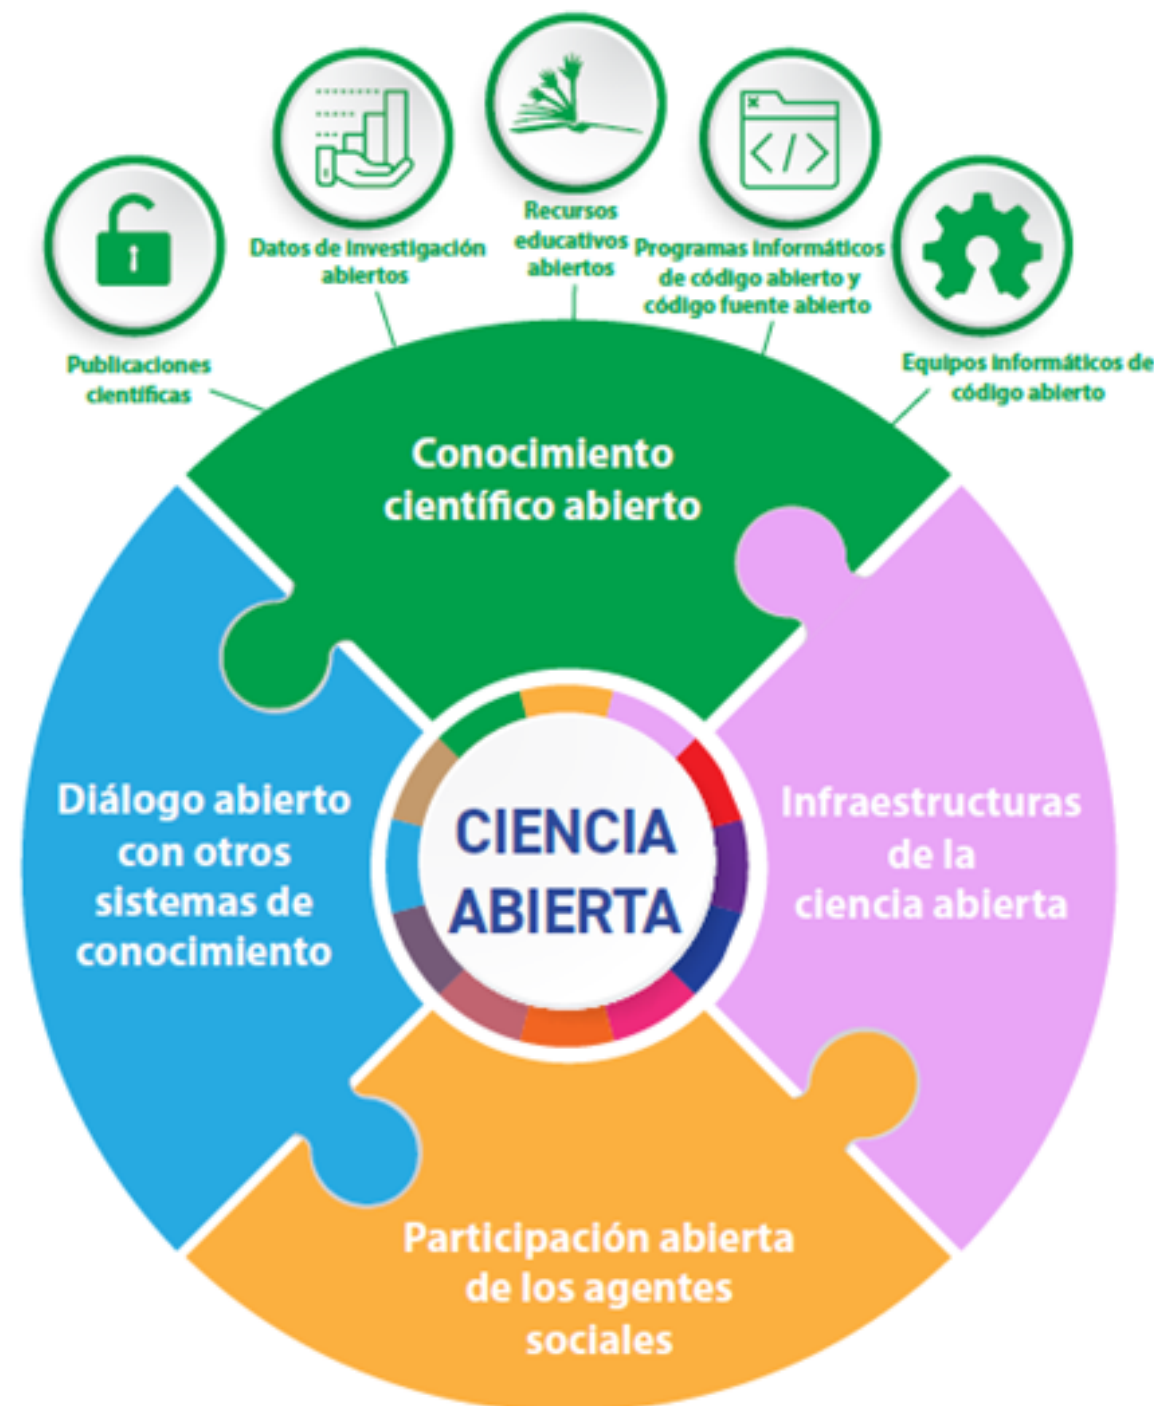 Publicaciones
científicas
Datos de investigación
abiertos
Recursos
educativos
abiertos
Programas informáticos
de código abierto y
código fuente abierto
Equipos informáticos de
código abierto
Conocimiento
científico abierto
Diálogo abierto
con otros
sistemas de
conocimiento
CIENCIA
ABIERTA
Infraestructuras
de la
ciencia abierta
Participación abierta
de los agentes
sociales